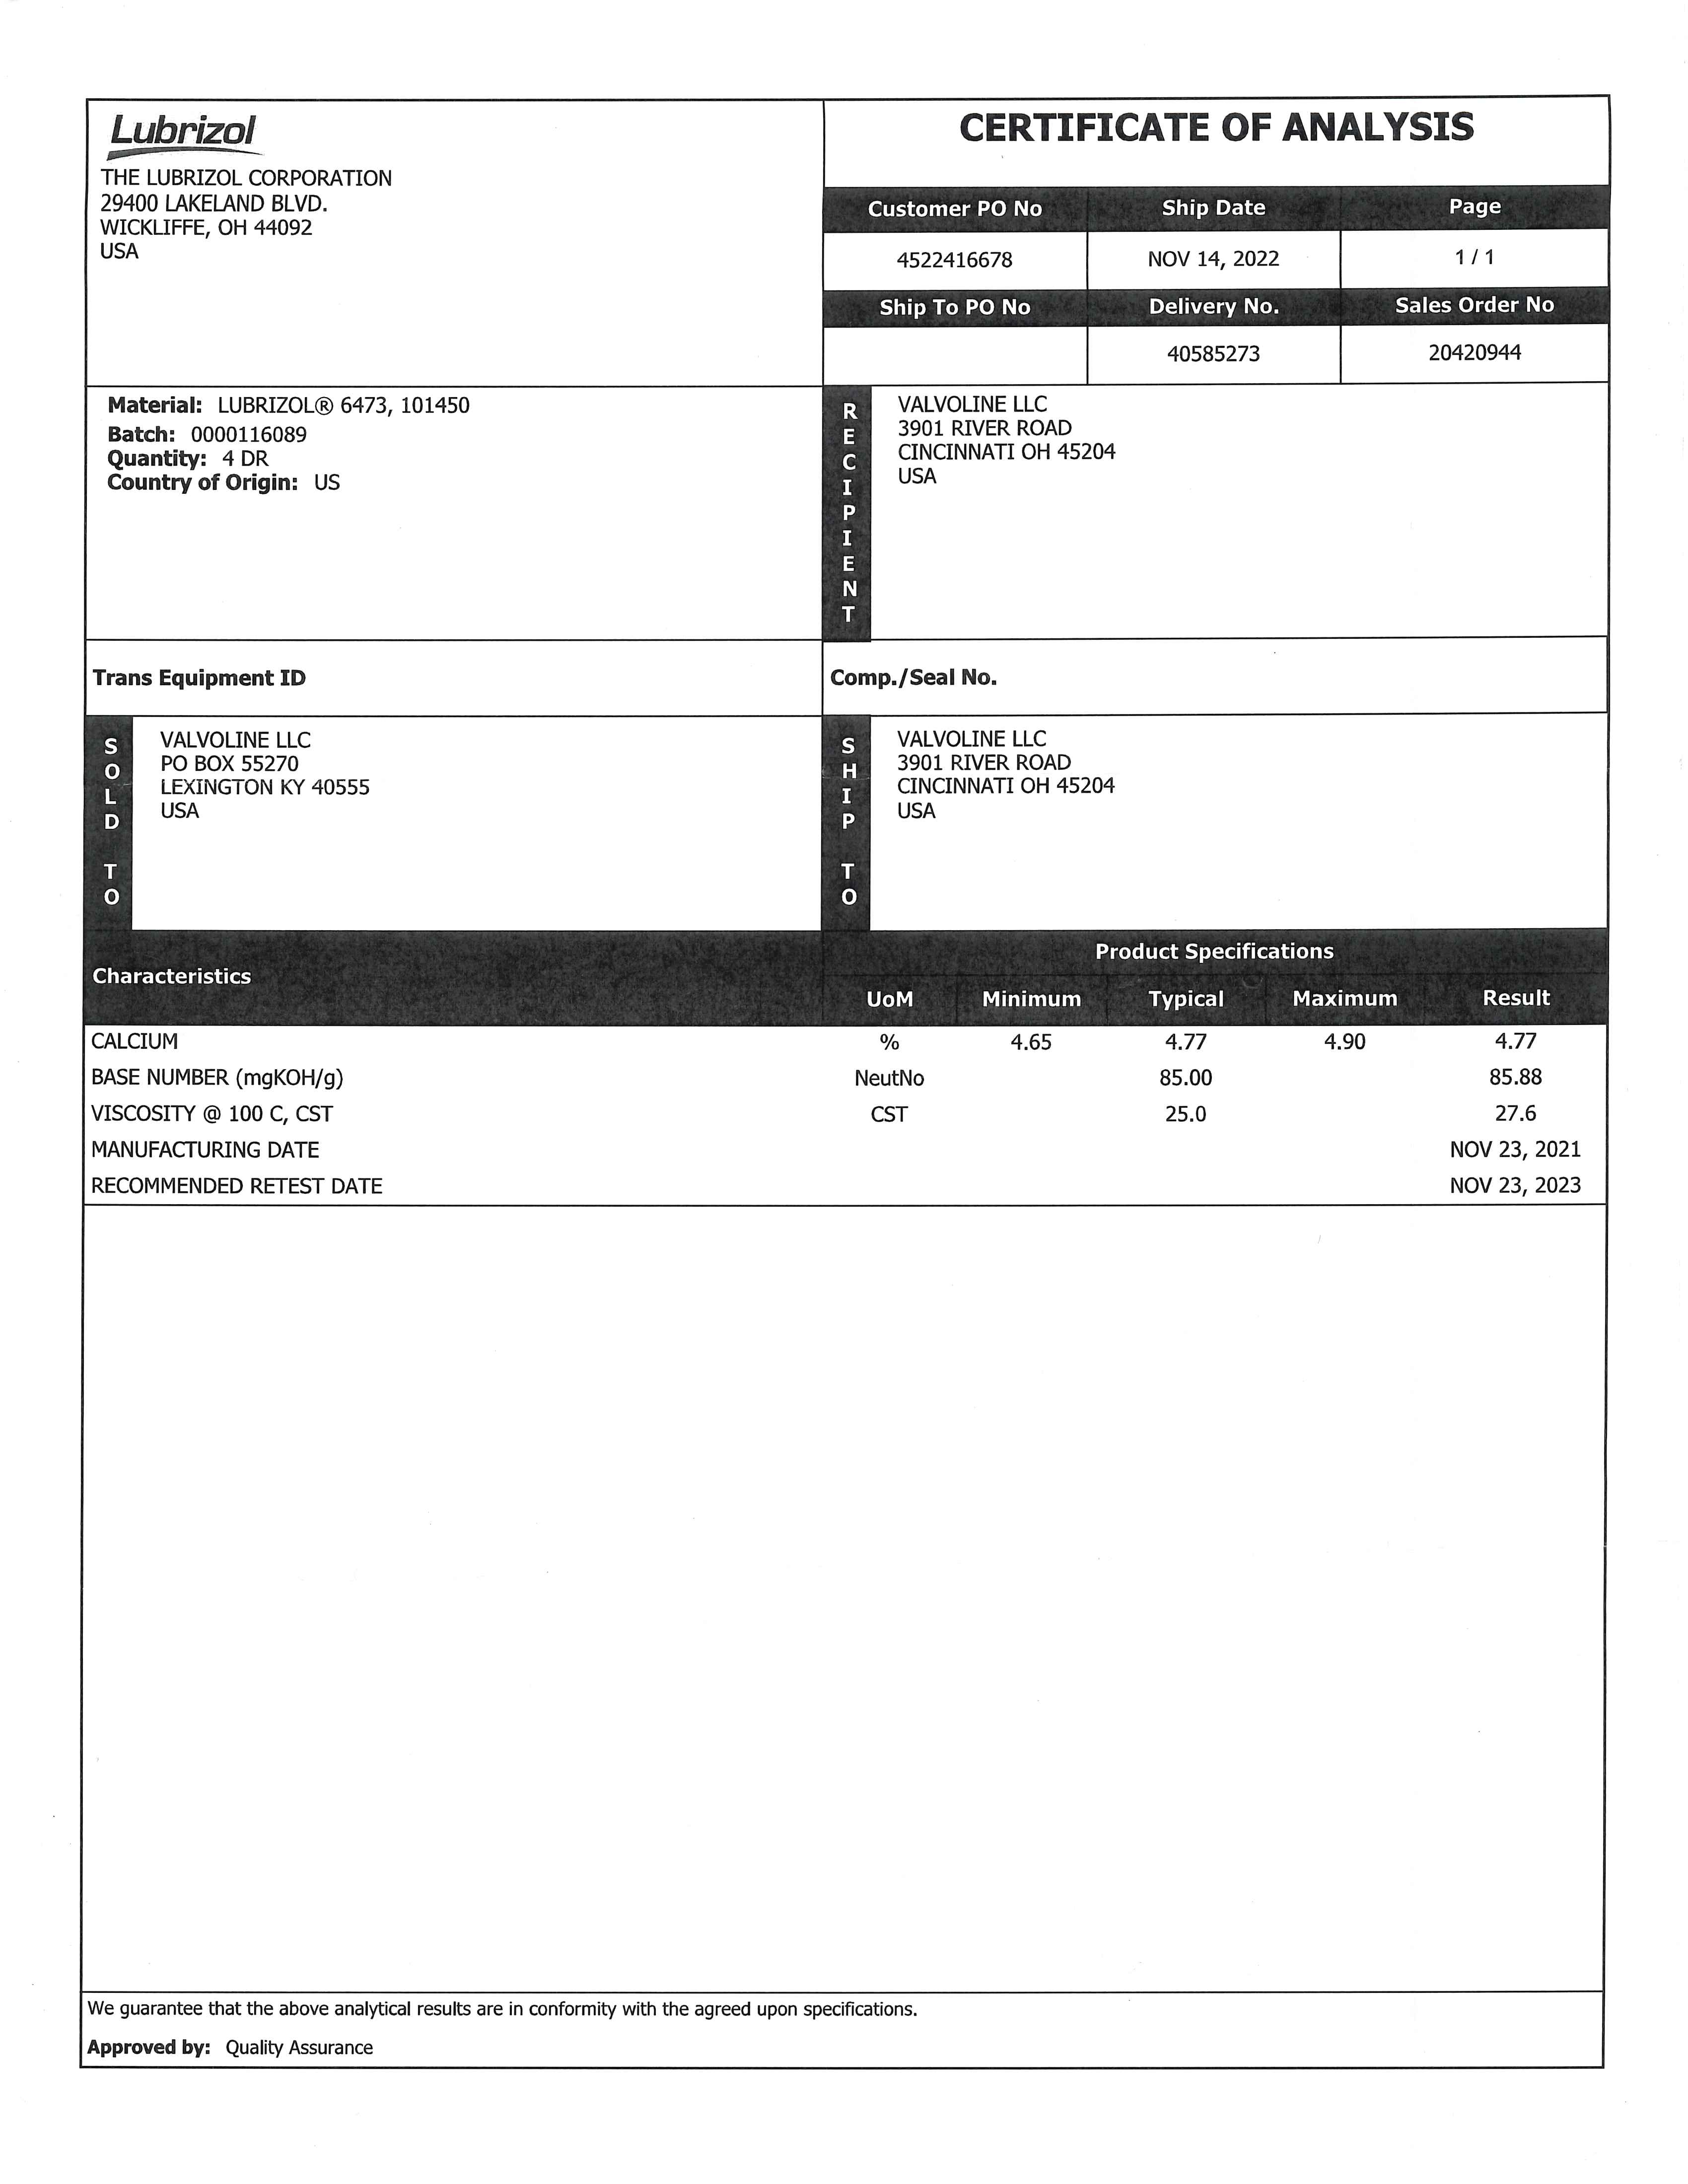 Lubrizol
THE LUBRIZOL CORPORATION
29400 LAKELAND BLVD.
WICKLIFFE, OH 44092
USA
CERTIFICATE OF ANALYSIS
Customer PO No Ship Date Page
4522416678 NOV 14, 2022 1 / 1
Ship To PO No Delivery No. Sales Order No
40585273 20420944
Material: LUBRIZOL® 6473, 101450
Batch: 0000116089
Quantity: 4 DR
Country of Origin: US
RECIPIENT
VALVOLINE LLC
3901 RIVER ROAD
CINCINNATI OH 45204
USA
Trans Equipment ID
Comp./Seal No.
SOLD TO
VALVOLINE LLC
PO BOX 55270
LEXINGTON KY 40555
USA
SHIP TO
VALVOLINE LLC
3901 RIVER ROAD
CINCINNATI OH 45204
USA
Characteristics
Product Specifications
UoM Minimum Typical Maximum Result
CALCIUM % 4.65 4.77 4.90 4.77
BASE NUMBER (mgKOH/g) NeutNo 85.00 85.88
VISCOSITY @ 100 C, CST CST 25.0 27.6
MANUFACTURING DATE NOV 23, 2021
RECOMMENDED RETEST DATE NOV 23, 2023
We guarantee that the above analytical results are in conformity with the agreed upon specifications.
Approved by: Quality Assurance